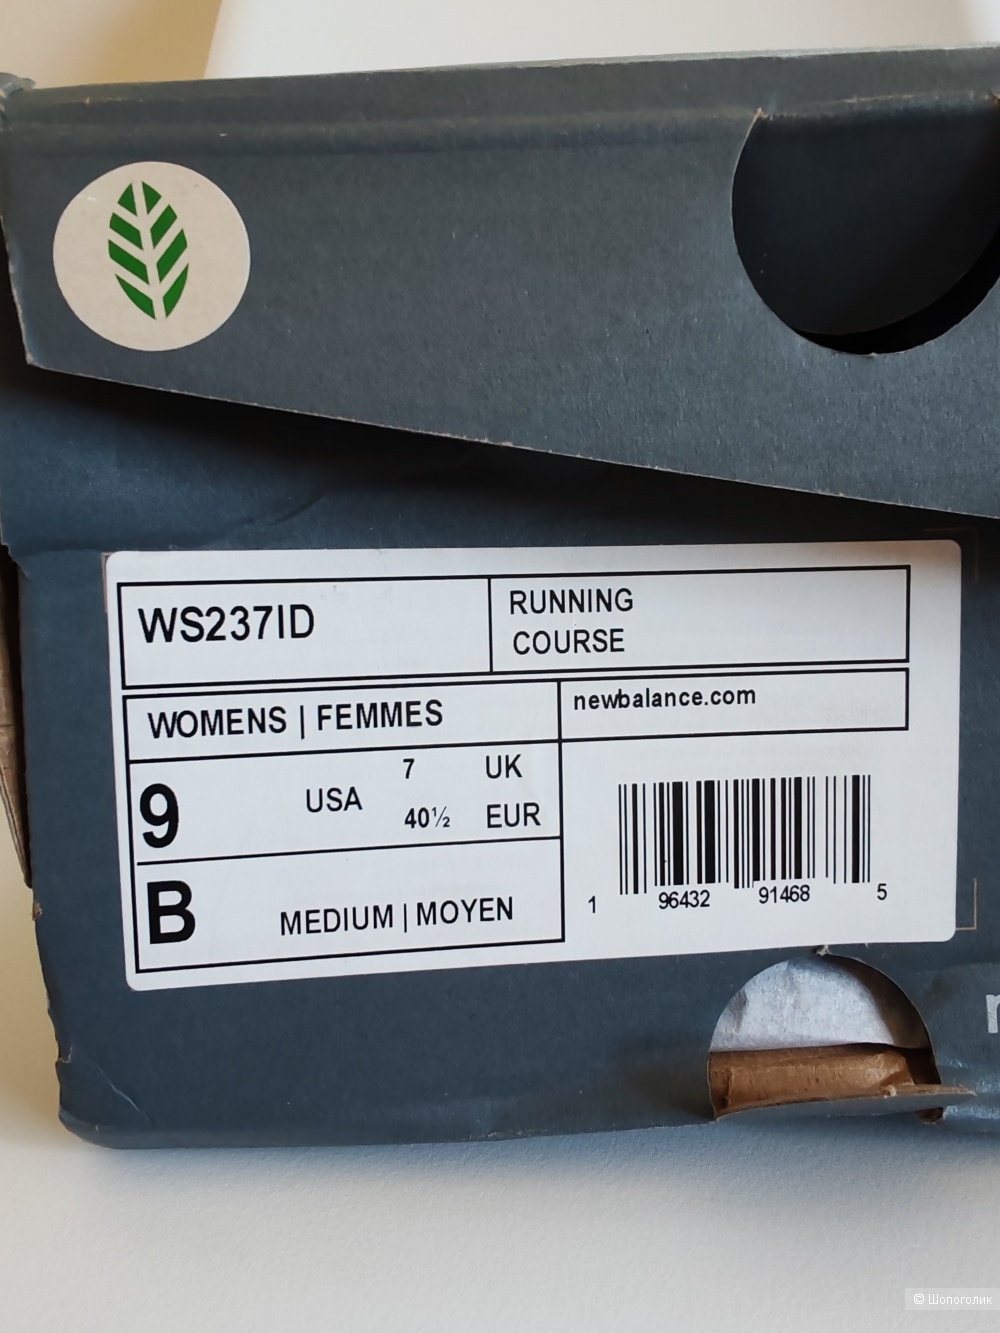 WS237ID
RUNNING
COURSE
WOMENS | FEMMES
newbalance.com
9 USA 7 UK
40½ EUR
B MEDIUM | MOYEN
1 96432 91468 5
© Шопоголик